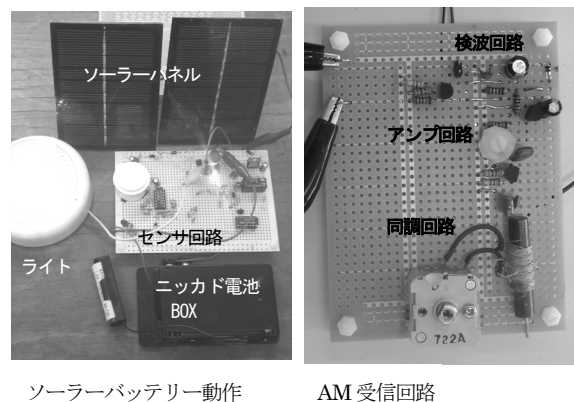 ソーラーパネル
センサ回路
ライト
ニッカド電池
BOX
ソーラーバッテリー動作
検波回路
アンプ回路
同調回路
722A
AM 受信回路